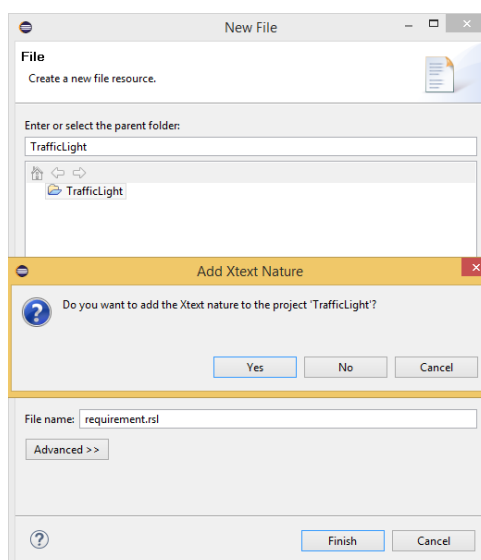 New File
File
Create a new file resource.
Enter or select the parent folder:
TrafficLight
TrafficLight
Add Xtext Nature
Do you want to add the Xtext nature to the project 'TrafficLight'?
Yes No Cancel
File name: requirement.rsl
Advanced >>
Finish Cancel